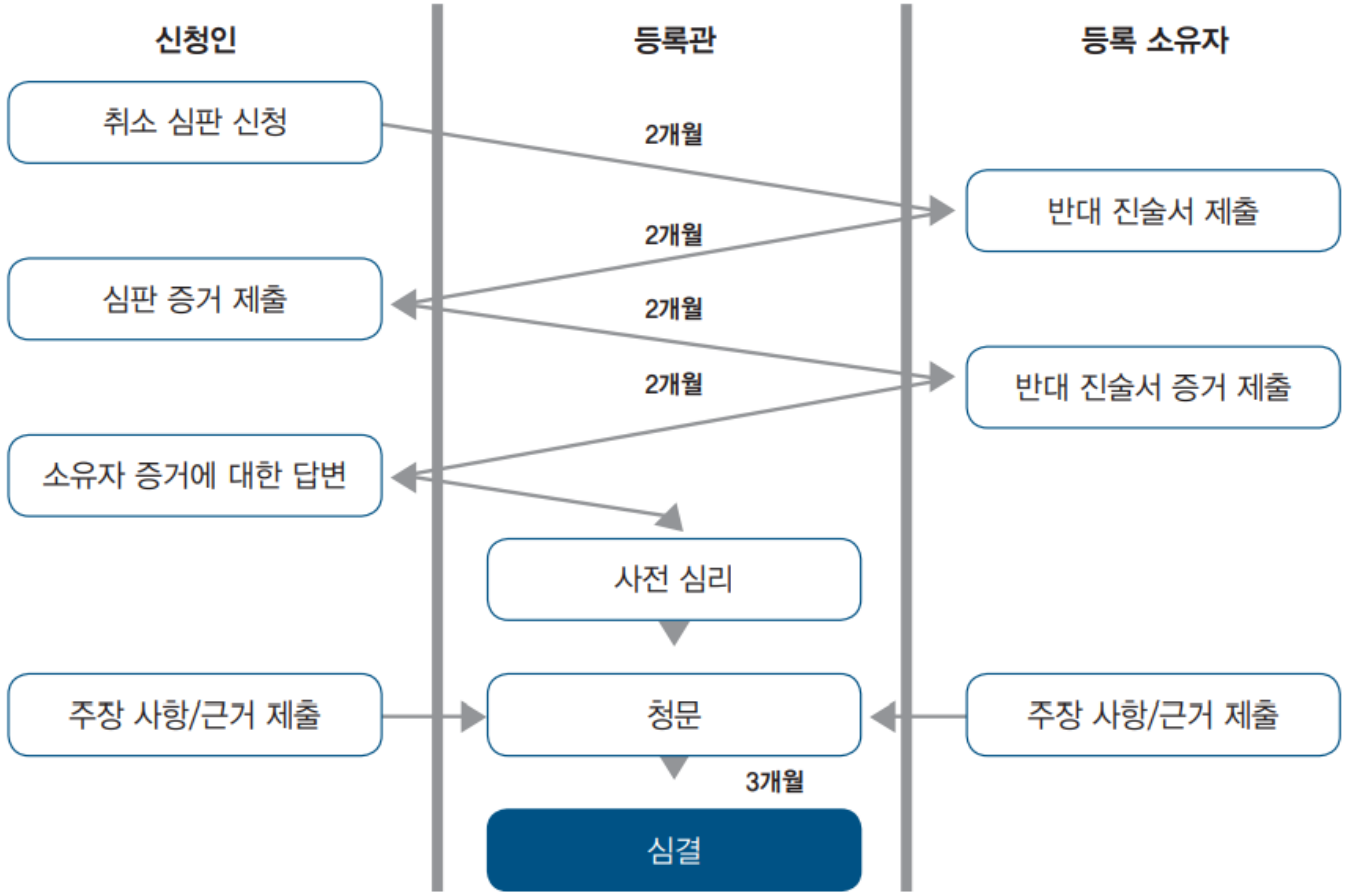 신청인
등록관
등록 소유자
취소 심판 신청
2개월
반대 진술서 제출
2개월
심판 증거 제출
2개월
반대 진술서 증거 제출
2개월
소유자 증거에 대한 답변
사전 심리
주장 사항/근거 제출
청문
주장 사항/근거 제출
3개월
심결